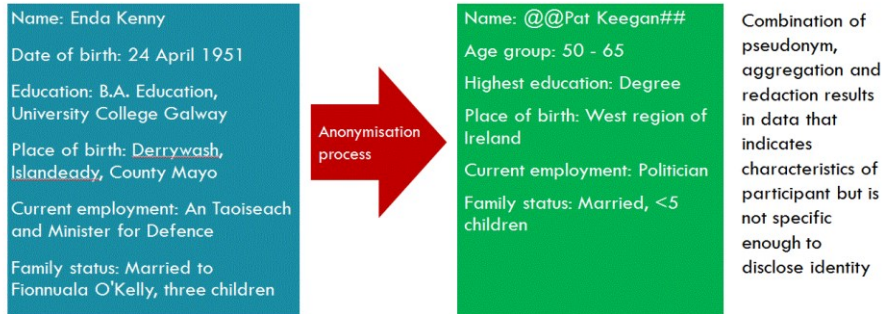 Name: Enda Kenny
Date of birth: 24 April 1951
Education: B.A. Education,
University College Galway
Place of birth: Derrywash,
Islandeady, County Mayo
Current employment: An Taoiseach
and Minister for Defence
Family status: Married to
Fionnuala O'Kelly, three children
Anonymisation
process
Name: @@Pat Keegan##
Age group: 50 - 65
Highest education: Degree
Place of birth: West region of
Ireland
Current employment: Politician
Family status: Married, <5
children
Combination of
pseudonym,
aggregation and
redaction results
in data that
indicates
characteristics of
participant but is
not specific
enough to
disclose identity